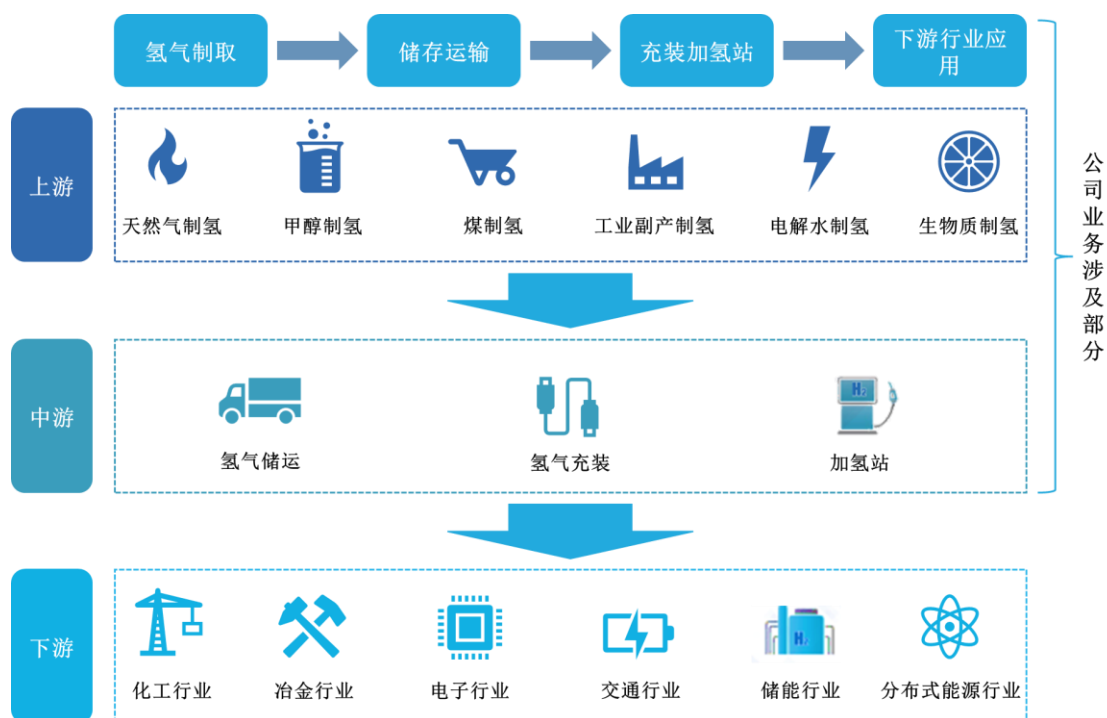 氢气制取
储存运输
充装加氢站
下游行业应
用
上游
天然气制氢
甲醇制氢
煤制氢
工业副产制氢
电解水制氢
生物质制氢
公司业务涉及部分
中游
H₂
氢气储运
氢气充装
加氢站
下游
H₂
化工行业
冶金行业
电子行业
交通行业
储能行业
分布式能源行业